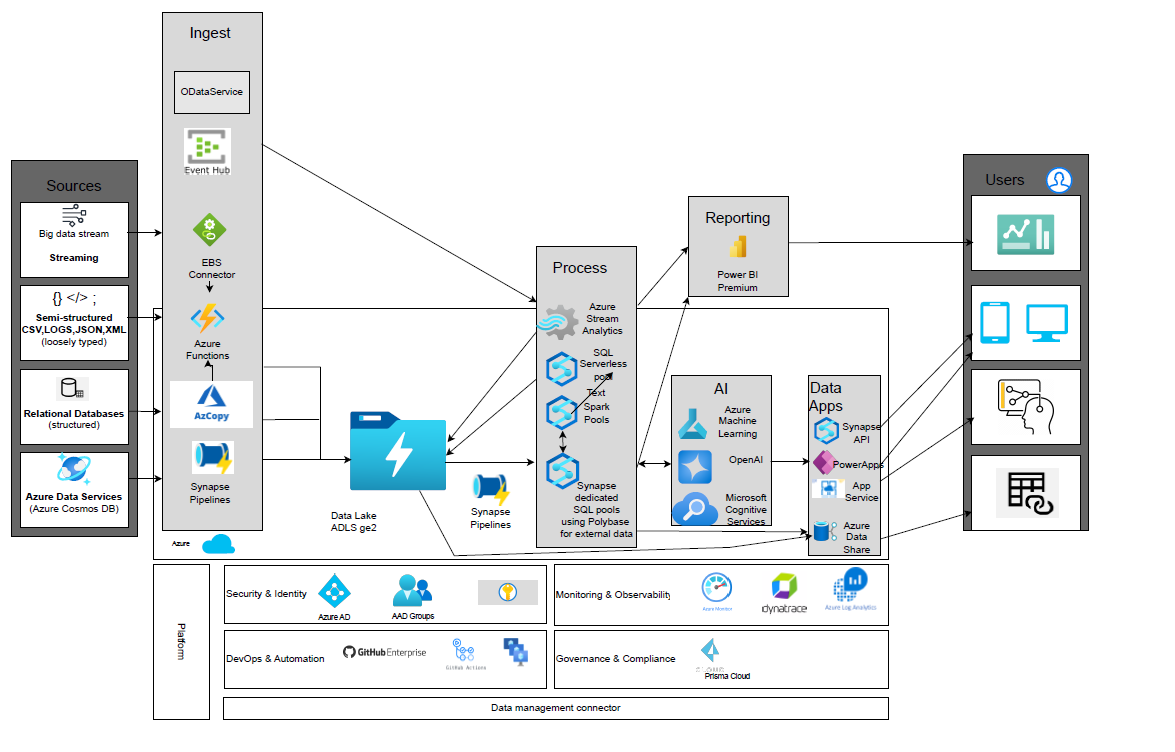 Ingest
ODataService
Event Hub
EBS
Connector
Azure
Functions
AzCopy
Synapse
Pipelines
Sources
Big data stream
Streaming
{} </> ;
Semi-structured
CSV,LOGS,JSON,XML
(loosely typed)
Relational Databases
(structured)
Azure Data Services
(Azure Cosmos DB)
Azure
Data Lake
ADLS ge2
Synapse
Pipelines
Process
Azure
Stream
Analytics
SQL
Serverless
pool
Text
Spark
Pools
Synapse
dedicated
SQL pools
using Polybase
for external data
Reporting
Power BI
Premium
AI
Azure
Machine
Learning
OpenAI
Microsoft
Cognitive
Services
Data
Apps
Synapse
API
PowerApps
App
Service
Azure
Data
Share
Users
Platform
Security & Identity
Azure AD
AAD Groups
Monitoring & Observability
Azure Monitor
dynatrace
Azure Log Analytics
DevOps & Automation
GitHub Enterprise
GitHub Actions
Governance & Compliance
Prisma Cloud
Data management connector